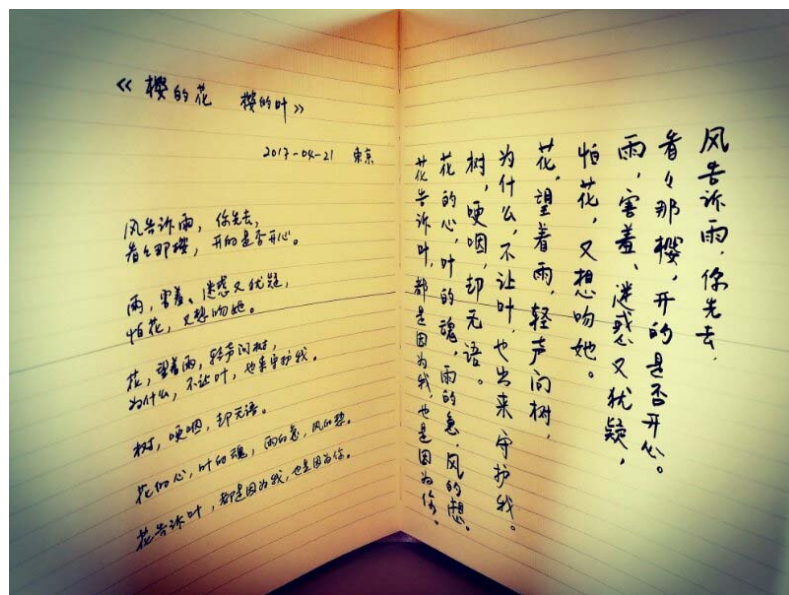 《樱的花 樱的叶》
2017-04-21 东京
风告诉雨，你先去，
看看那樱，开的是否开心。
雨，害羞、迷惑又犹疑，
怕花，又想吻她。
花，望着雨，轻声问树，
为什么，不让叶，也来守护我。
树，哽咽，却无语。
花的心，叶的魂，雨的急，风的想。
花告诉叶，都是因为我，也是因为你。
风告诉雨，你先去，
看々那樱，开的是否开心。
雨，害羞、迷惑又犹疑，
怕花，又想吻她。
花，望着雨，轻声问树，
为什么，不让叶，也出来守护我。
树，哽咽，却无语。
花的心，叶的魂，雨的急，风的想。
花告诉叶，都是因为我，也是因为你。